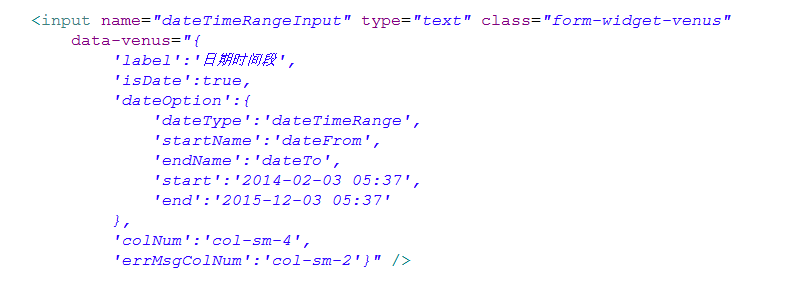 <input name="dateTimeRangeInput" type="text" class="form-widget-venus"
data-venus="{
'label':'日期时间段',
'isDate':true,
'dateOption':{
'dateType':'dateTimeRange',
'startName':'dateFrom',
'endName':'dateTo',
'start':'2014-02-03 05:37',
'end':'2015-12-03 05:37'
},
'colNum':'col-sm-4',
'errMsgColNum':'col-sm-2'}" />